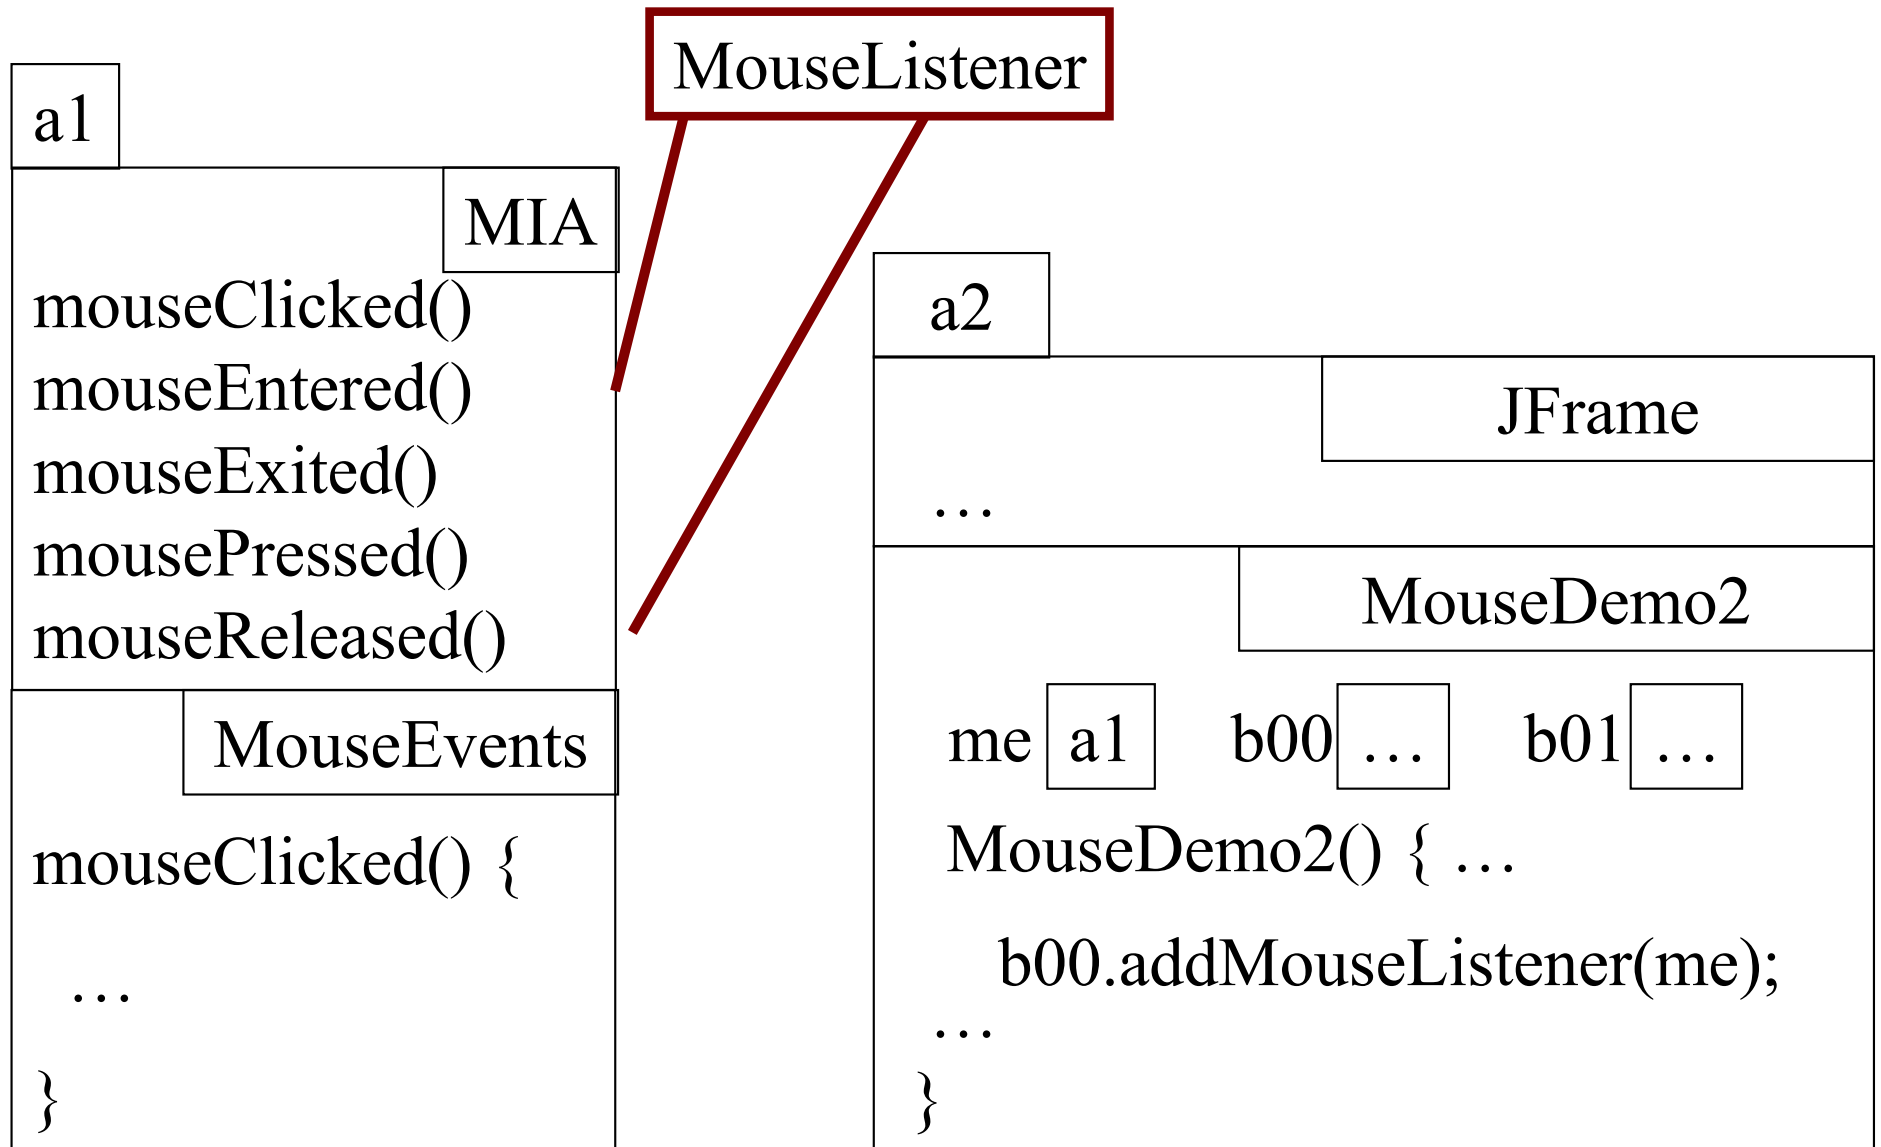 MouseListener
a1
MIA
mouseClicked()
mouseEntered()
mouseExited()
mousePressed()
mouseReleased()
MouseEvents
mouseClicked() {
…
}
a2
JFrame
…
MouseDemo2
me a1 b00 … b01 …
MouseDemo2() { …
b00.addMouseListener(me);
…
}